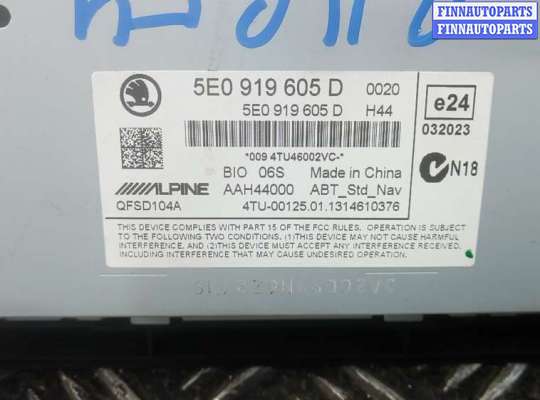 FINNAUTOPARTS
FINNAUTOPARTS
FINNAUTOPARTS
5E0 919 605 D 0020
5E0 919 605 D H44
e24
032023
*009 4TU46002VC-*
BIO 06S Made in China
N18
ALPINE AAH44000 ABT_Std_Nav
QFSD104A 4TU-00125.01.1314610376
THIS DEVICE COMPLIES WITH PART 15 OF THE FCC RULES. OPERATION IS SUBJECT
TO THE FOLLOWING TWO CONDITIONS. (1)THIS DEVICE MAY NOT CAUSE HARMFUL
INTERFERENCE, AND (2)THIS DEVICE MUST ACCEPT ANY INTERFERENCE RECEIVED,
INCLUDING INTERFERENCE THAT MAY CAUSE UNDESIRED OPERATION.